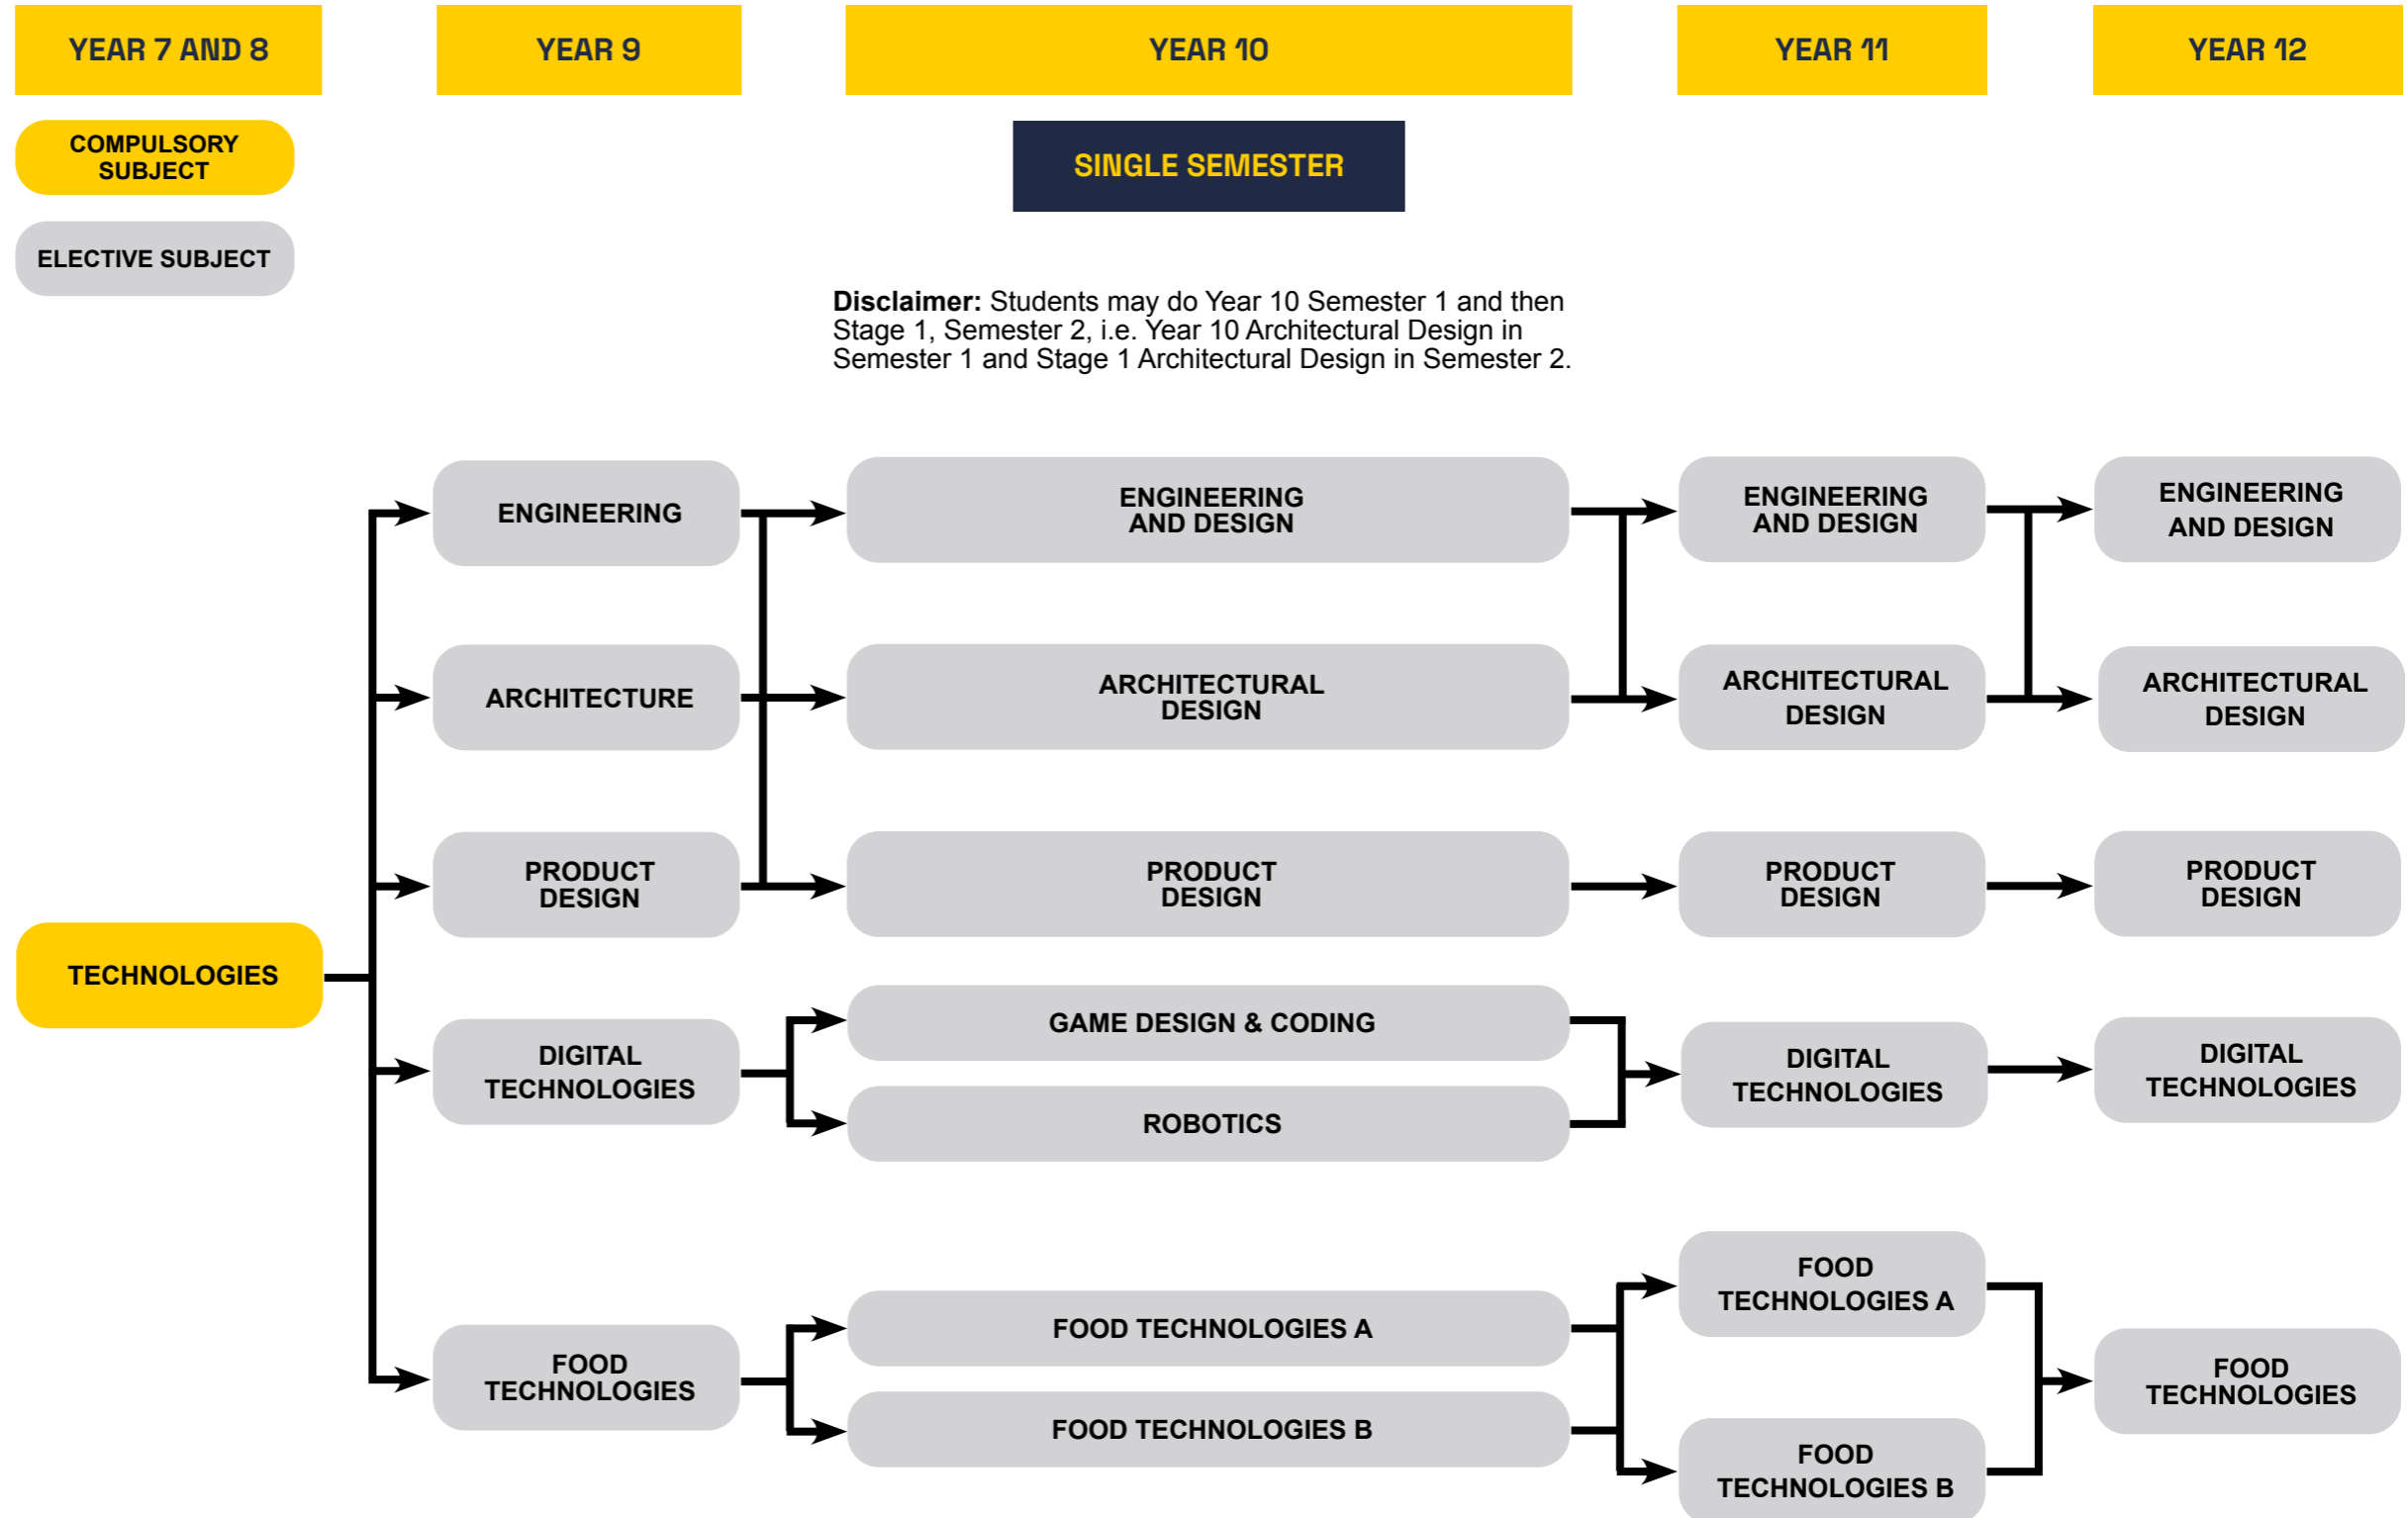 YEAR 7 AND 8
YEAR 9
YEAR 10
YEAR 11
YEAR 12
COMPULSORY
SUBJECT
ELECTIVE SUBJECT
SINGLE SEMESTER
Disclaimer: Students may do Year 10 Semester 1 and then
Stage 1, Semester 2, i.e. Year 10 Architectural Design in
Semester 1 and Stage 1 Architectural Design in Semester 2.
ENGINEERING
ENGINEERING
AND DESIGN
ENGINEERING
AND DESIGN
ENGINEERING
AND DESIGN
ARCHITECTURE
ARCHITECTURAL
DESIGN
ARCHITECTURAL
DESIGN
ARCHITECTURAL
DESIGN
PRODUCT
DESIGN
PRODUCT
DESIGN
PRODUCT
DESIGN
PRODUCT
DESIGN
TECHNOLOGIES
DIGITAL
TECHNOLOGIES
GAME DESIGN & CODING
ROBOTICS
DIGITAL
TECHNOLOGIES
DIGITAL
TECHNOLOGIES
FOOD
TECHNOLOGIES
FOOD TECHNOLOGIES A
FOOD TECHNOLOGIES B
FOOD
TECHNOLOGIES A
FOOD
TECHNOLOGIES B
FOOD
TECHNOLOGIES